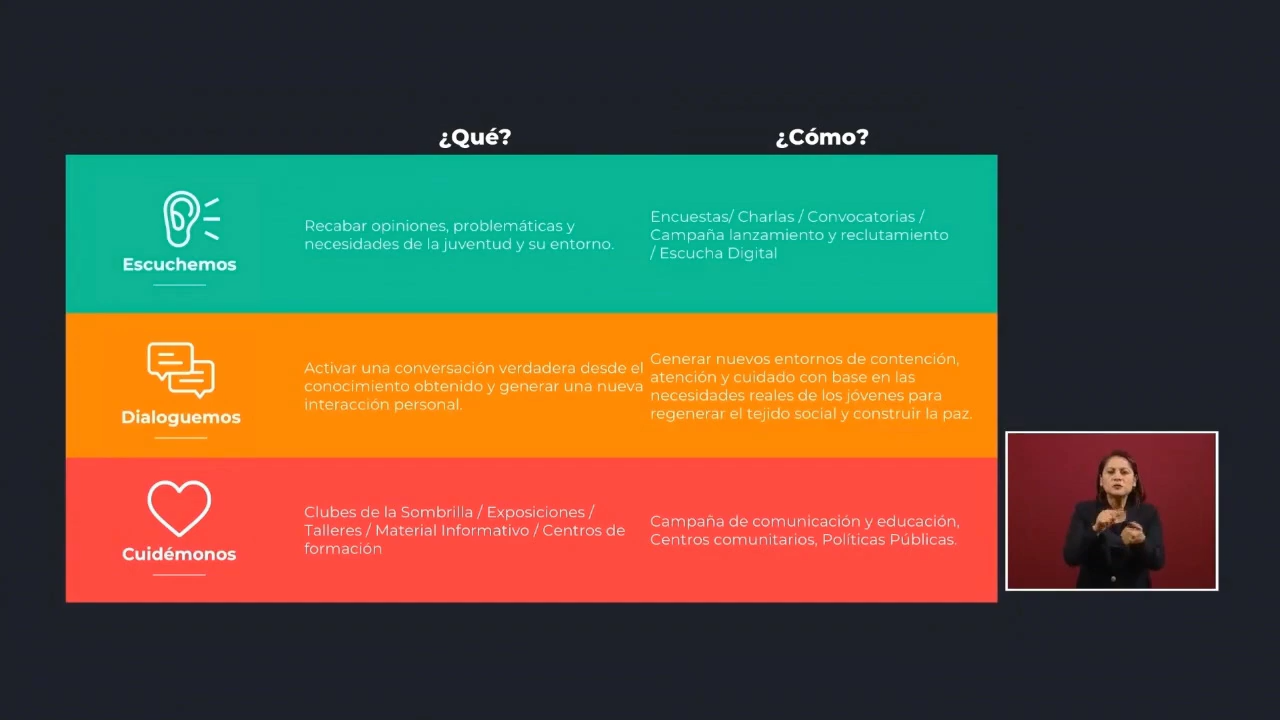 ¿Qué?
¿Cómo?
Escuchemos
Recabar opiniones, problemáticas y
necesidades de la juventud y su entorno.
Encuestas/ Charlas / Convocatorias /
Campaña lanzamiento y reclutamiento
/ Escucha Digital
Dialoguemos
Activar una conversación verdadera desde el
conocimiento obtenido y generar una nueva
interacción personal.
Generar nuevos entornos de contención,
atención y cuidado con base en las
necesidades reales de los jóvenes para
regenerar el tejido social y construir la paz.
Cuidémonos
Clubes de la Sombrilla / Exposiciones /
Talleres / Material Informativo / Centros de
formación
Campaña de comunicación y educación,
Centros comunitarios, Políticas Públicas.